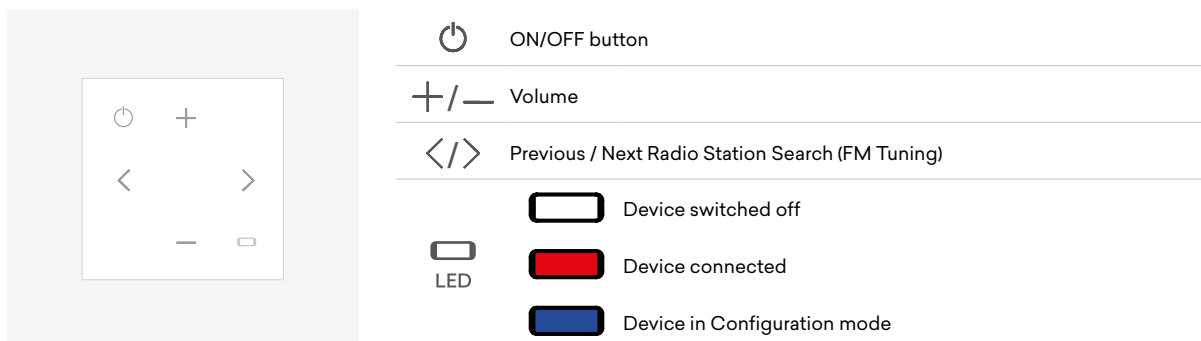 ON/OFF button
+/− Volume
</> Previous / Next Radio Station Search (FM Tuning)
Device switched off
LED
Device connected
Device in Configuration mode